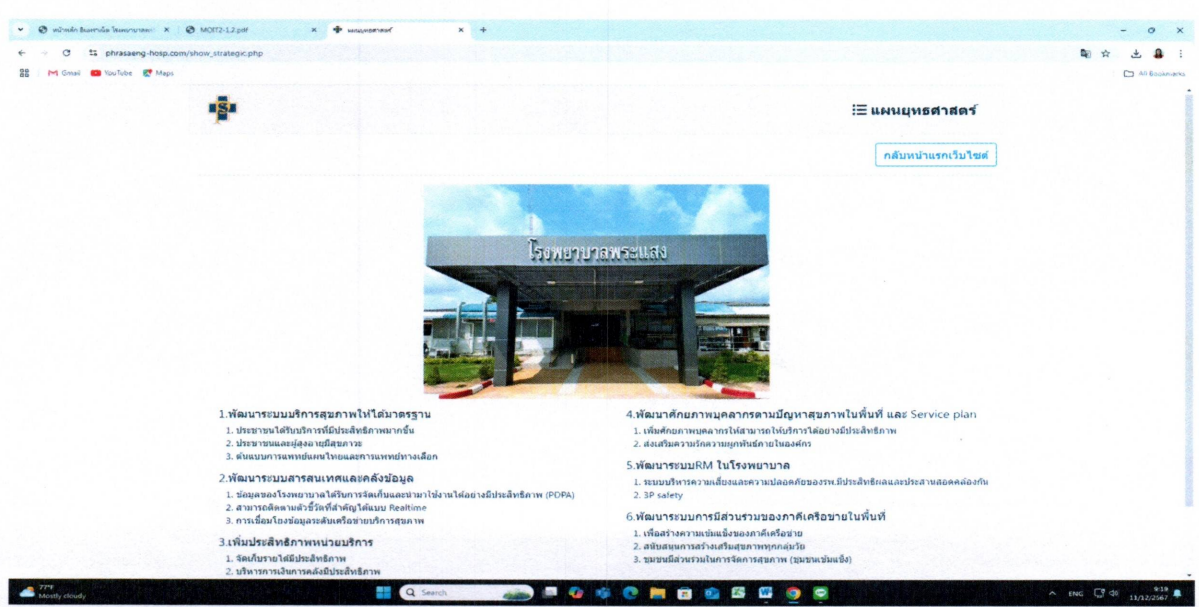 หน้าหลัก
MOIT2-1,2.pdf
แผนยุทธศาสตร์
phrasaeng-hosp.com/show_strategic.php
Gmail
YouTube
Maps
All Bookmarks
แผนยุทธศาสตร์
กลับหน้าแรกเว็บไซต์
โรงพยาบาลพระแสง
1.พัฒนาระบบบริการสุขภาพให้ได้มาตรฐาน
1. ประชาชนได้รับบริการที่มีประสิทธิภาพมากขึ้น
2. ประชาชนและผู้สูงอายุมีสุขภาวะ
3. ต้นแบบการแพทย์แผนไทยและการแพทย์ทางเลือก
2.พัฒนาระบบสารสนเทศและคลังข้อมูล
1. ข้อมูลของโรงพยาบาลได้รับการจัดเก็บและนำมาใช้งานได้อย่างมีประสิทธิภาพ (PDPA)
2. สามารถติดตามตัวชี้วัดที่สำคัญได้แบบ Realtime
3. การเชื่อมโยงข้อมูลระดับเครือข่ายบริการสุขภาพ
3.เพิ่มประสิทธิภาพหน่วยบริการ
1. จัดเก็บรายได้มีประสิทธิภาพ
2. บริหารการเงินการคลังมีประสิทธิภาพ
4.พัฒนาศักยภาพบุคลากรตามปัญหาสุขภาพในพื้นที่ และ Service plan
1. เพิ่มศักยภาพบุคลากรให้สามารถให้บริการได้อย่างมีประสิทธิภาพ
2. ส่งเสริมความรักความผูกพันธ์ภายในองค์กร
5.พัฒนาระบบRM ในโรงพยาบาล
1. ระบบบริหารความเสี่ยงและความปลอดภัยของรพ.มีประสิทธิผลและประสานสอดคล้องกัน
2. 3P safety
6.พัฒนาระบบการมีส่วนร่วมของภาคีเครือข่ายในพื้นที่
1. เพื่อสร้างความเข้มแข็งของภาคีเครือข่าย
2. สนับสนุนการสร้างเสริมสุขภาพทุกกลุ่มวัย
3. ชุมชนมีส่วนร่วมในการจัดการสุขภาพ (ชุมชนเข้มแข็ง)
77°F
Mostly cloudy
Search
ENG
9:19
11/12/2567